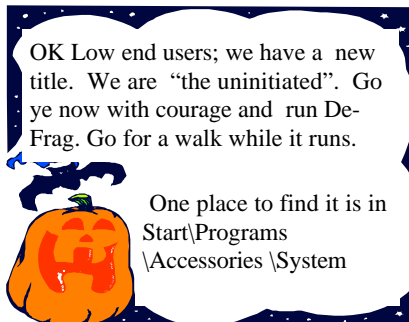 OK Low end users; we have a  new
title.  We are  “the uninitiated”.  Go
ye now with courage and  run De-
Frag. Go for a walk while it runs.
One place to find it is in
Start\Programs
\Accessories \System